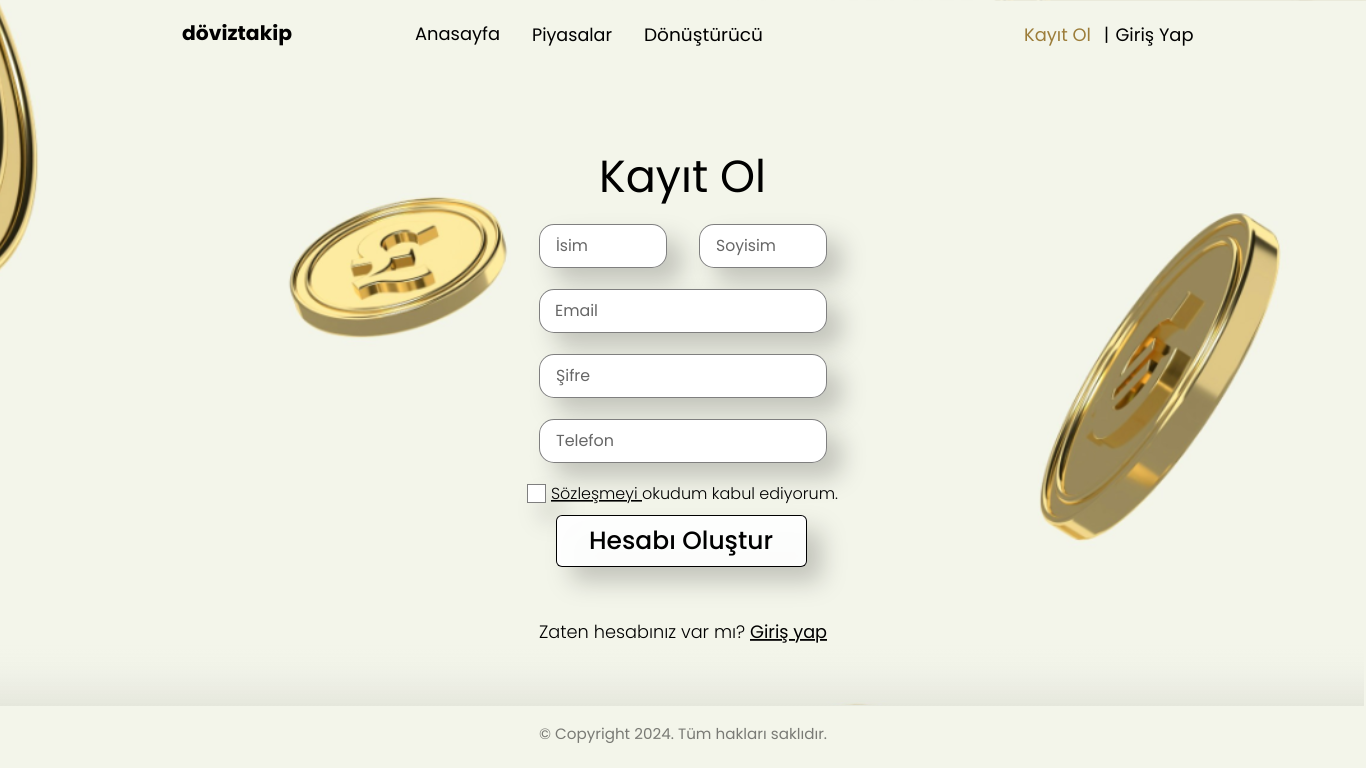 döviztakip Anasayfa Piyasalar Dönüştürücü Kayıt Ol | Giriş Yap
Kayıt Ol
İsim Soyisim
Email
Şifre
Telefon
Sözleşmeyi okudum kabul ediyorum.
Hesabı Oluştur
Zaten hesabınız var mı? Giriş yap
© Copyright 2024. Tüm hakları saklıdır.